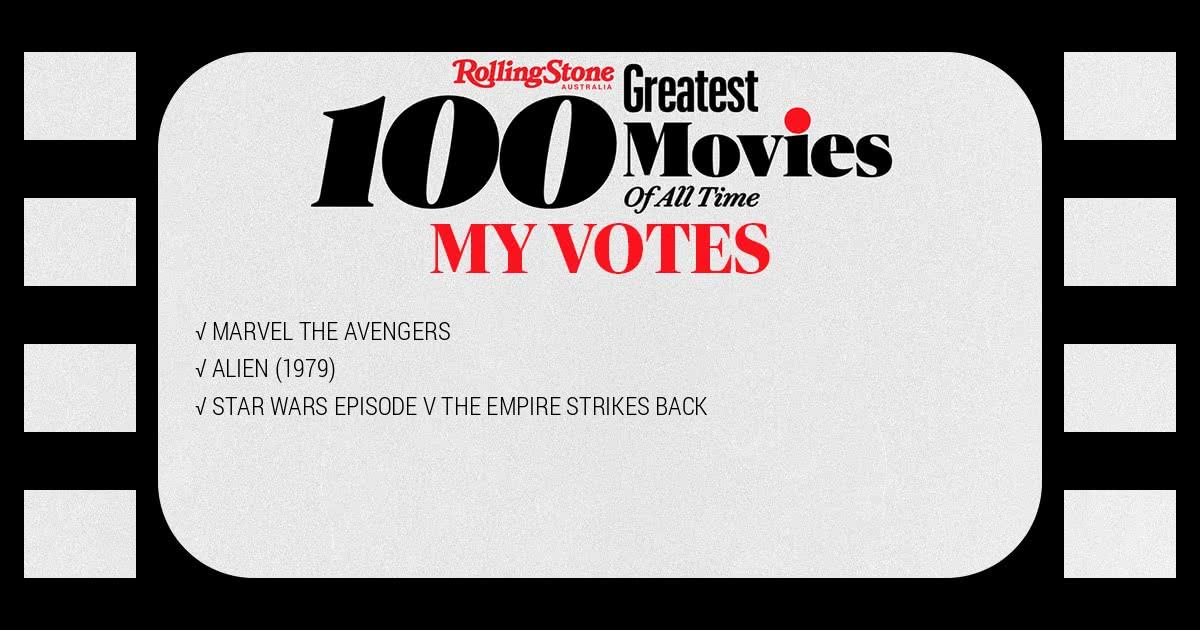 RollingStone
AUSTRALIA
100 Greatest
Movies
Of All Time
MY VOTES
√ MARVEL THE AVENGERS
√ ALIEN (1979)
√ STAR WARS EPISODE V THE EMPIRE STRIKES BACK